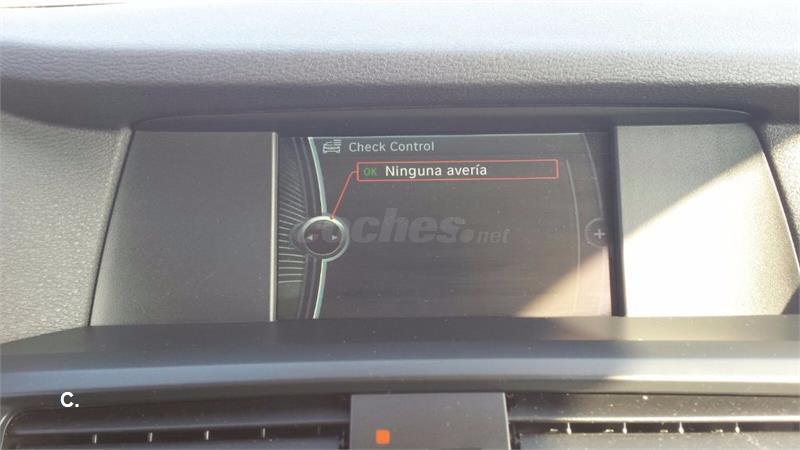 Check Control
OK Ninguna avería
coches.net
C.